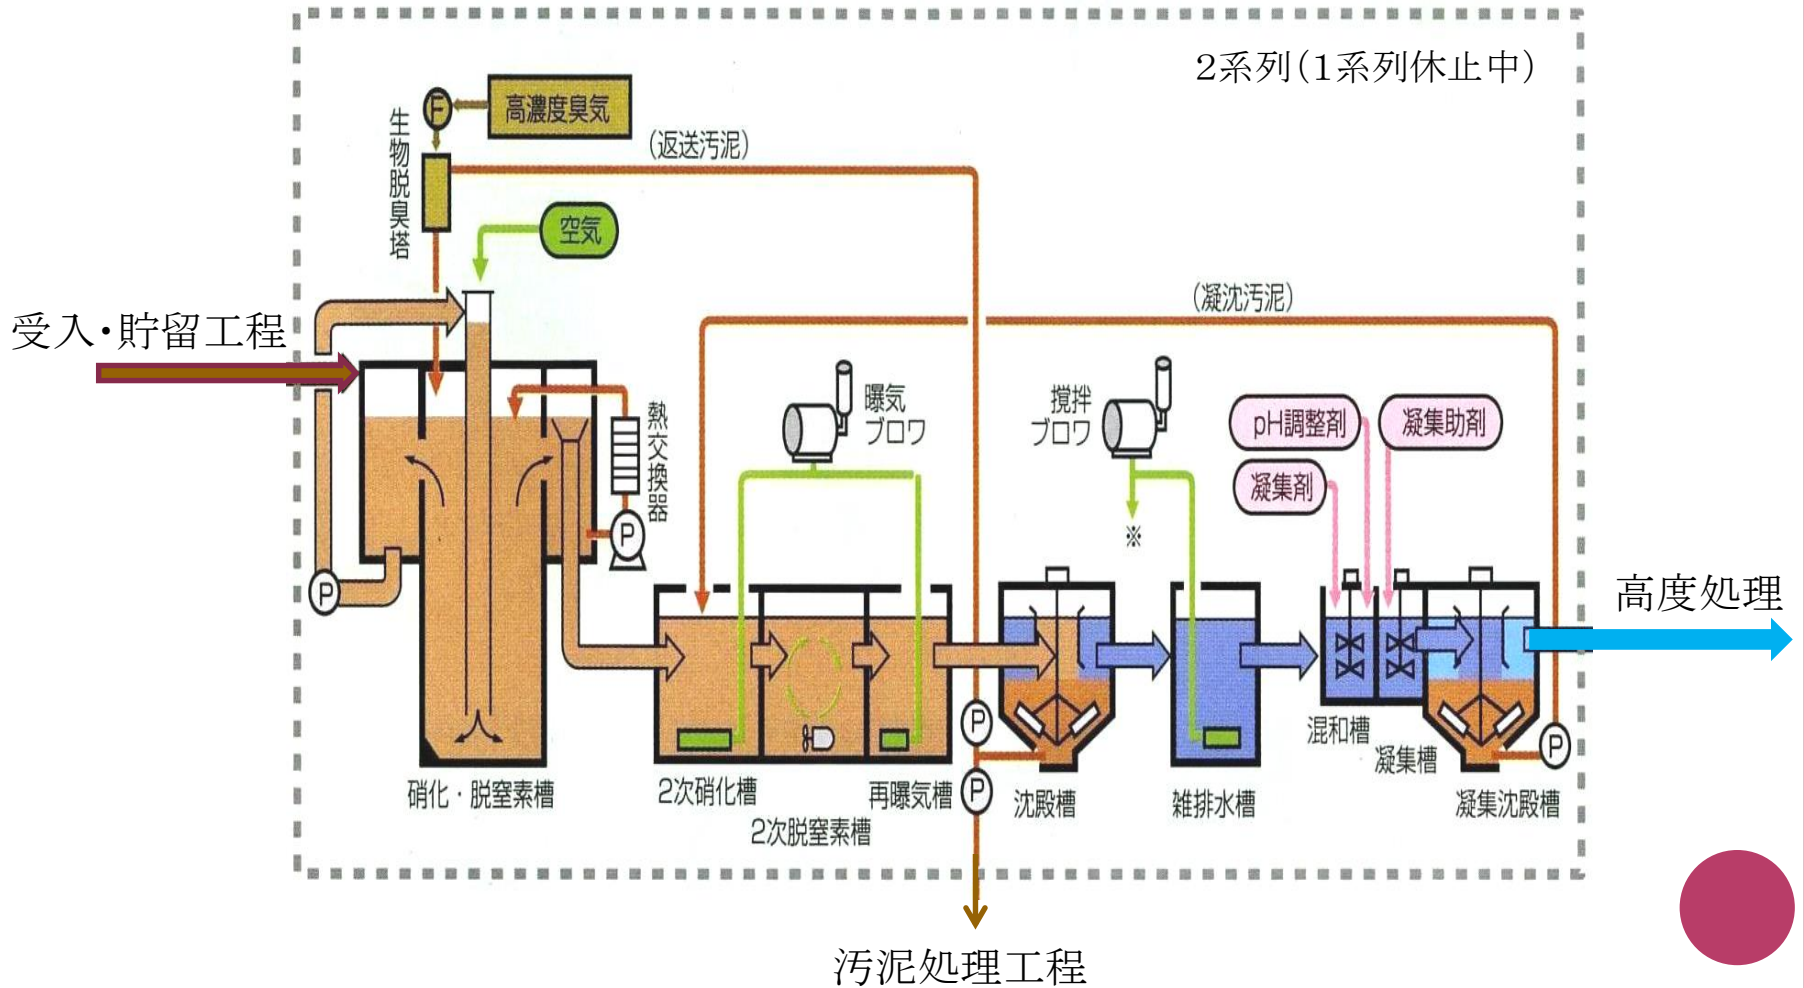 2系列(1系列休止中)
高濃度臭気
F
生物脱臭塔
(返送汚泥)
空気
(凝沈汚泥)
受入・貯留工程
熱交換器
P
P
曝気
ブロワ
撹拌
ブロワ
※
pH調整剤
凝集助剤
凝集剤
高度処理
P
P
P
硝化・脱窒素槽
2次硝化槽
2次脱窒素槽
再曝気槽
沈殿槽
雑排水槽
混和槽
凝集槽
凝集沈殿槽
汚泥処理工程